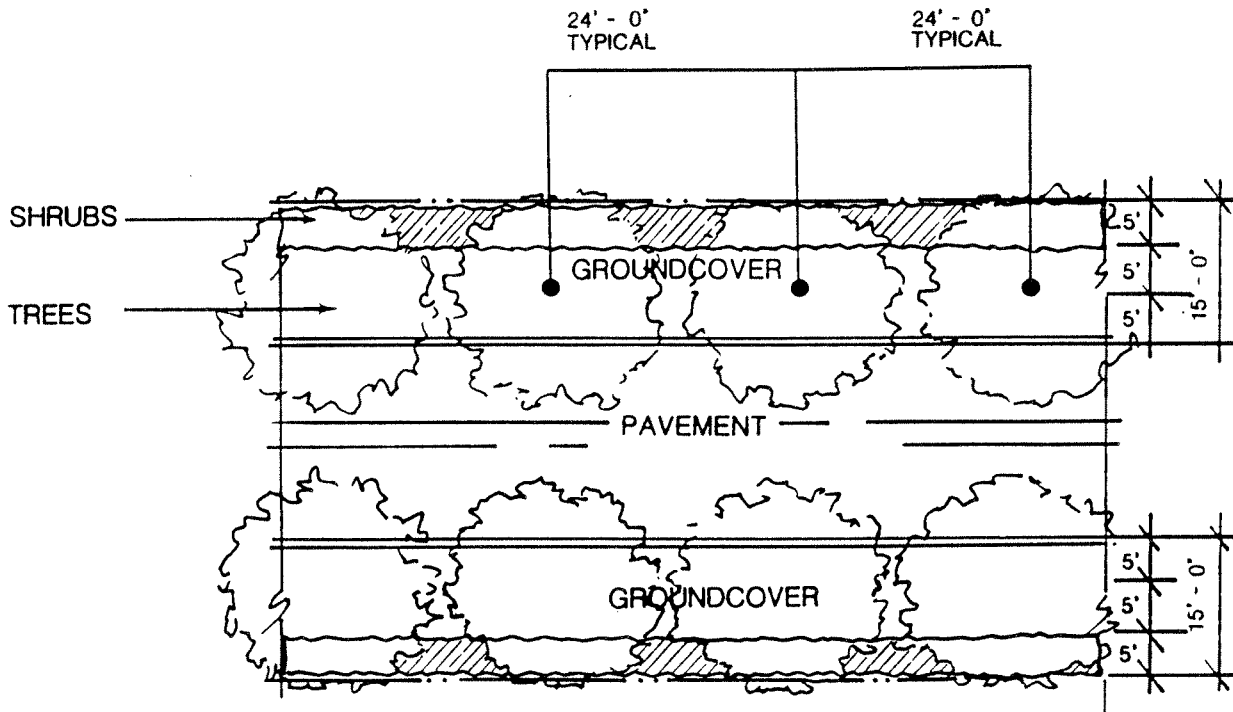 24' - 0"
TYPICAL
24' - 0"
TYPICAL
SHRUBS
5'
GROUNDCOVER
5'
15' - 0"
TREES
5'
PAVEMENT
5'
GROUNDCOVER
5'
15' - 0"
5'